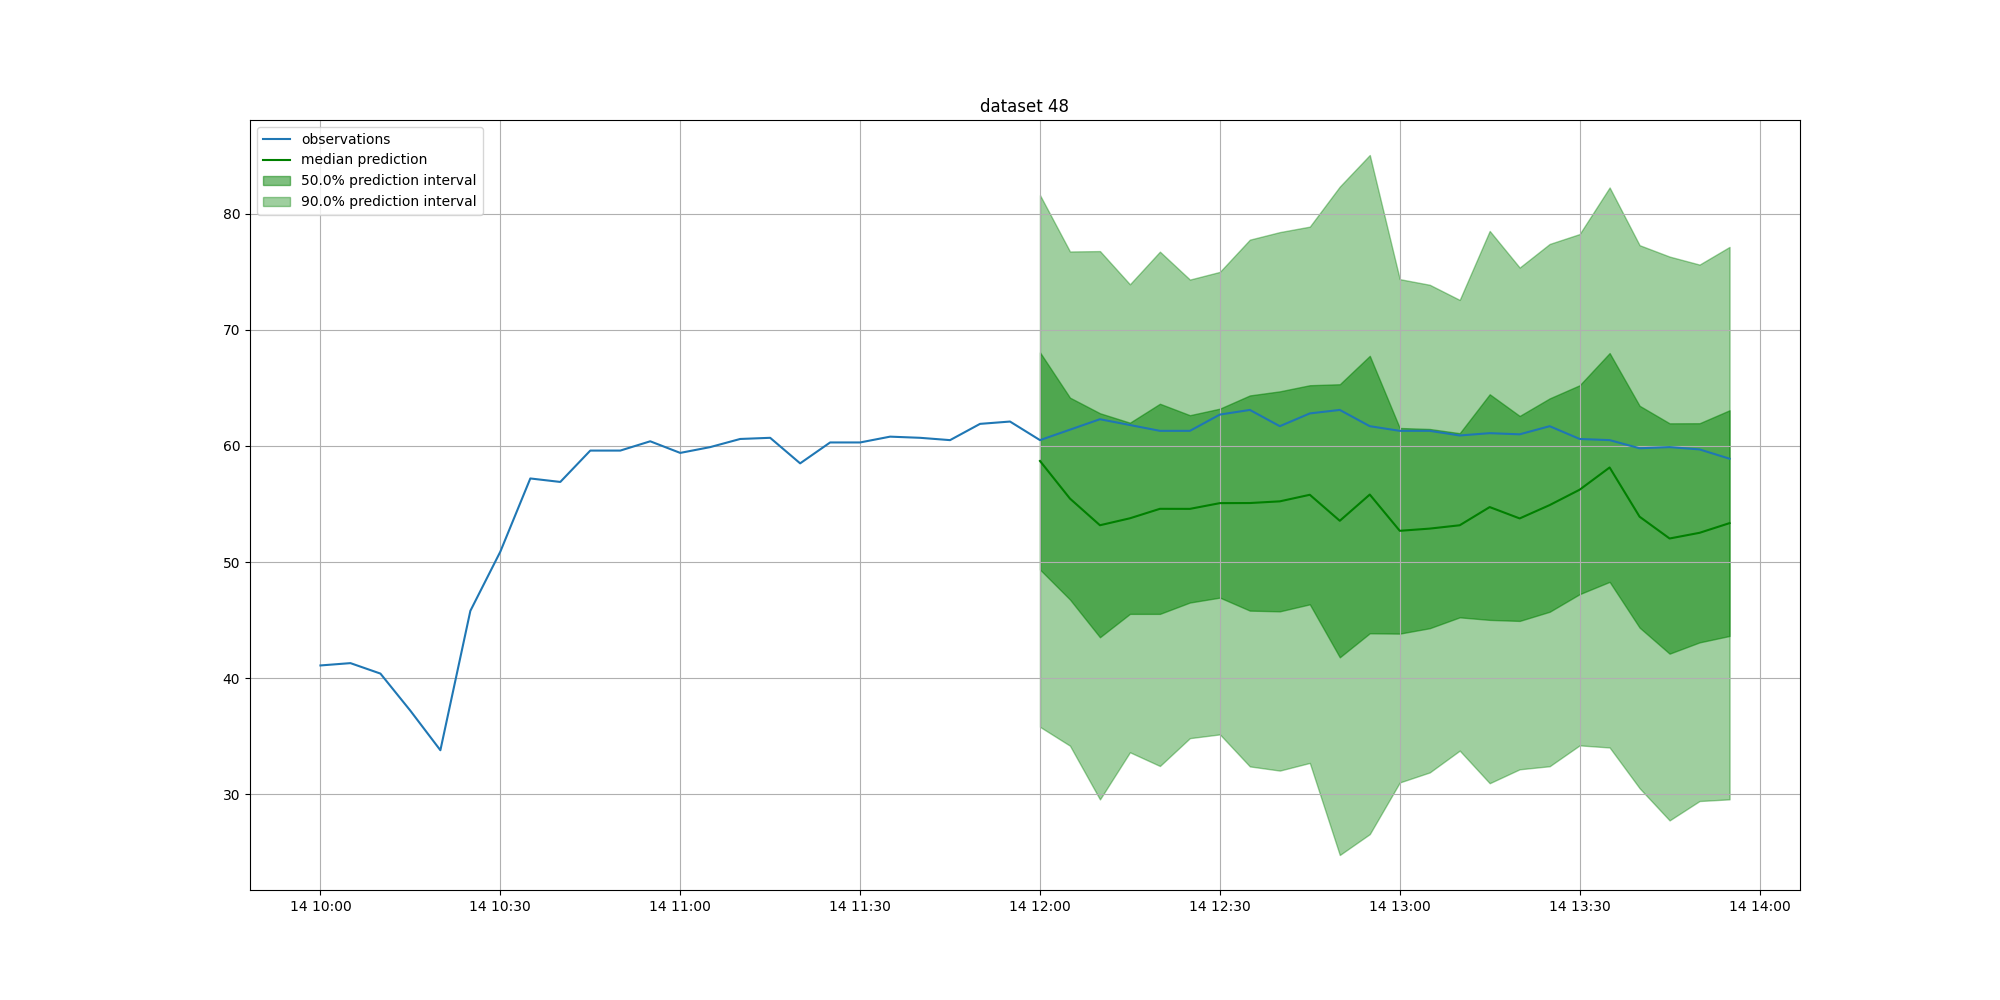 dataset 48
observations
median prediction
50.0% prediction interval
90.0% prediction interval
80
70
60
50
40
30
14 10:00 14 10:30 14 11:00 14 11:30 14 12:00 14 12:30 14 13:00 14 13:30 14 14:00